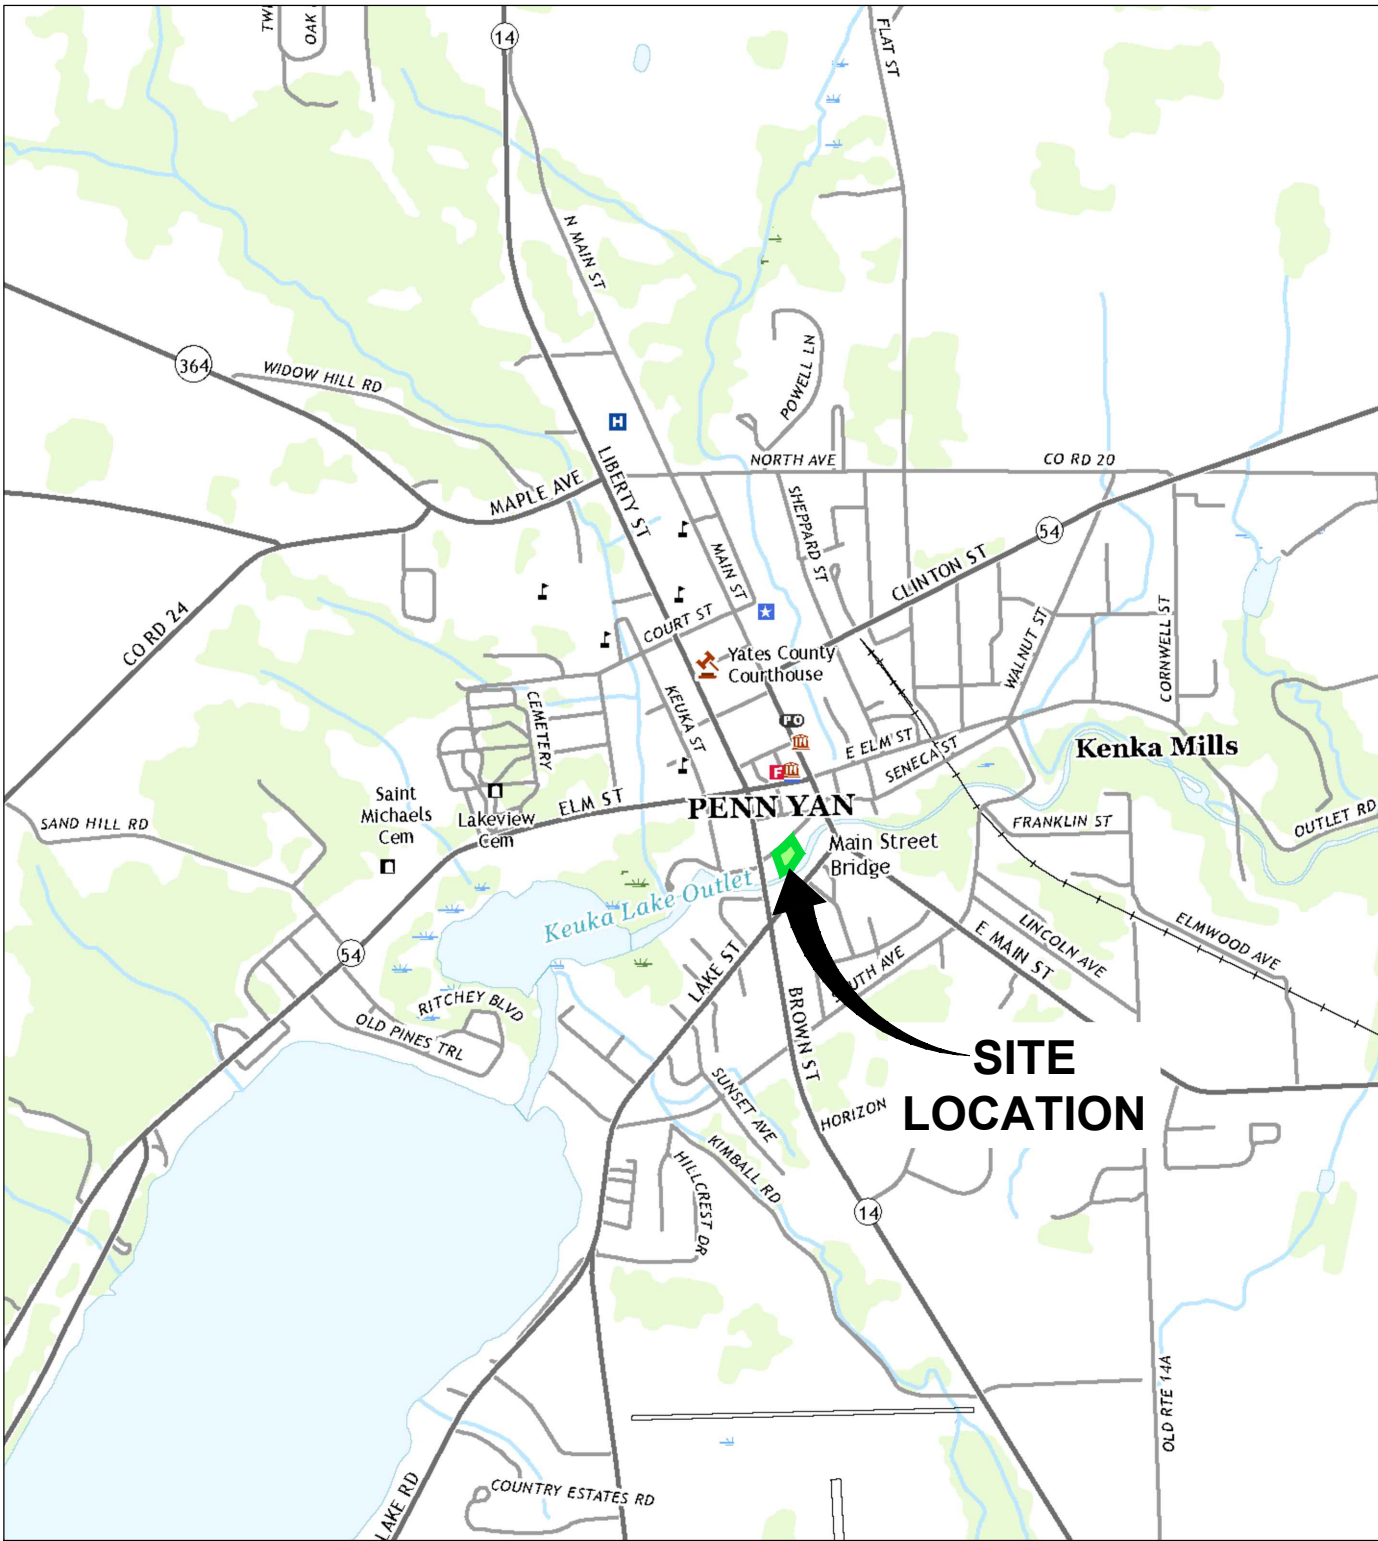 TWI
OAK
14
FLAT ST
N MAIN ST
364
WIDOW HILL RD
POWELL LN
H
LIBERTY ST
NORTH AVE
CO RD 20
MAPLE AVE
SHEPPARD ST
54
MAIN ST
CLINTON ST
CO RD 24
COURT ST
WALNUT ST
CORNWELL ST
Yates County
Courthouse
KEUKA ST
CEMETERY
PO
E ELM ST
SENECA ST
Kenka Mills
F
ELM ST
PENN YAN
Saint
Michaels
Cem
Lakeview
Cem
SAND HILL RD
FRANKLIN ST
OUTLET RD
Main Street
Bridge
Keuka Lake Outlet
LINCOLN AVE
ELMWOOD AVE
E MAIN ST
54
LAKE ST
SOUTH AVE
RITCHEY BLVD
OLD PINES TRL
BROWN ST
SITE
LOCATION
SUNSET AVE
HORIZON
KIMBALL RD
HILLCREST DR
14
OLD RTE 14A
LAKE RD
COUNTRY ESTATES RD